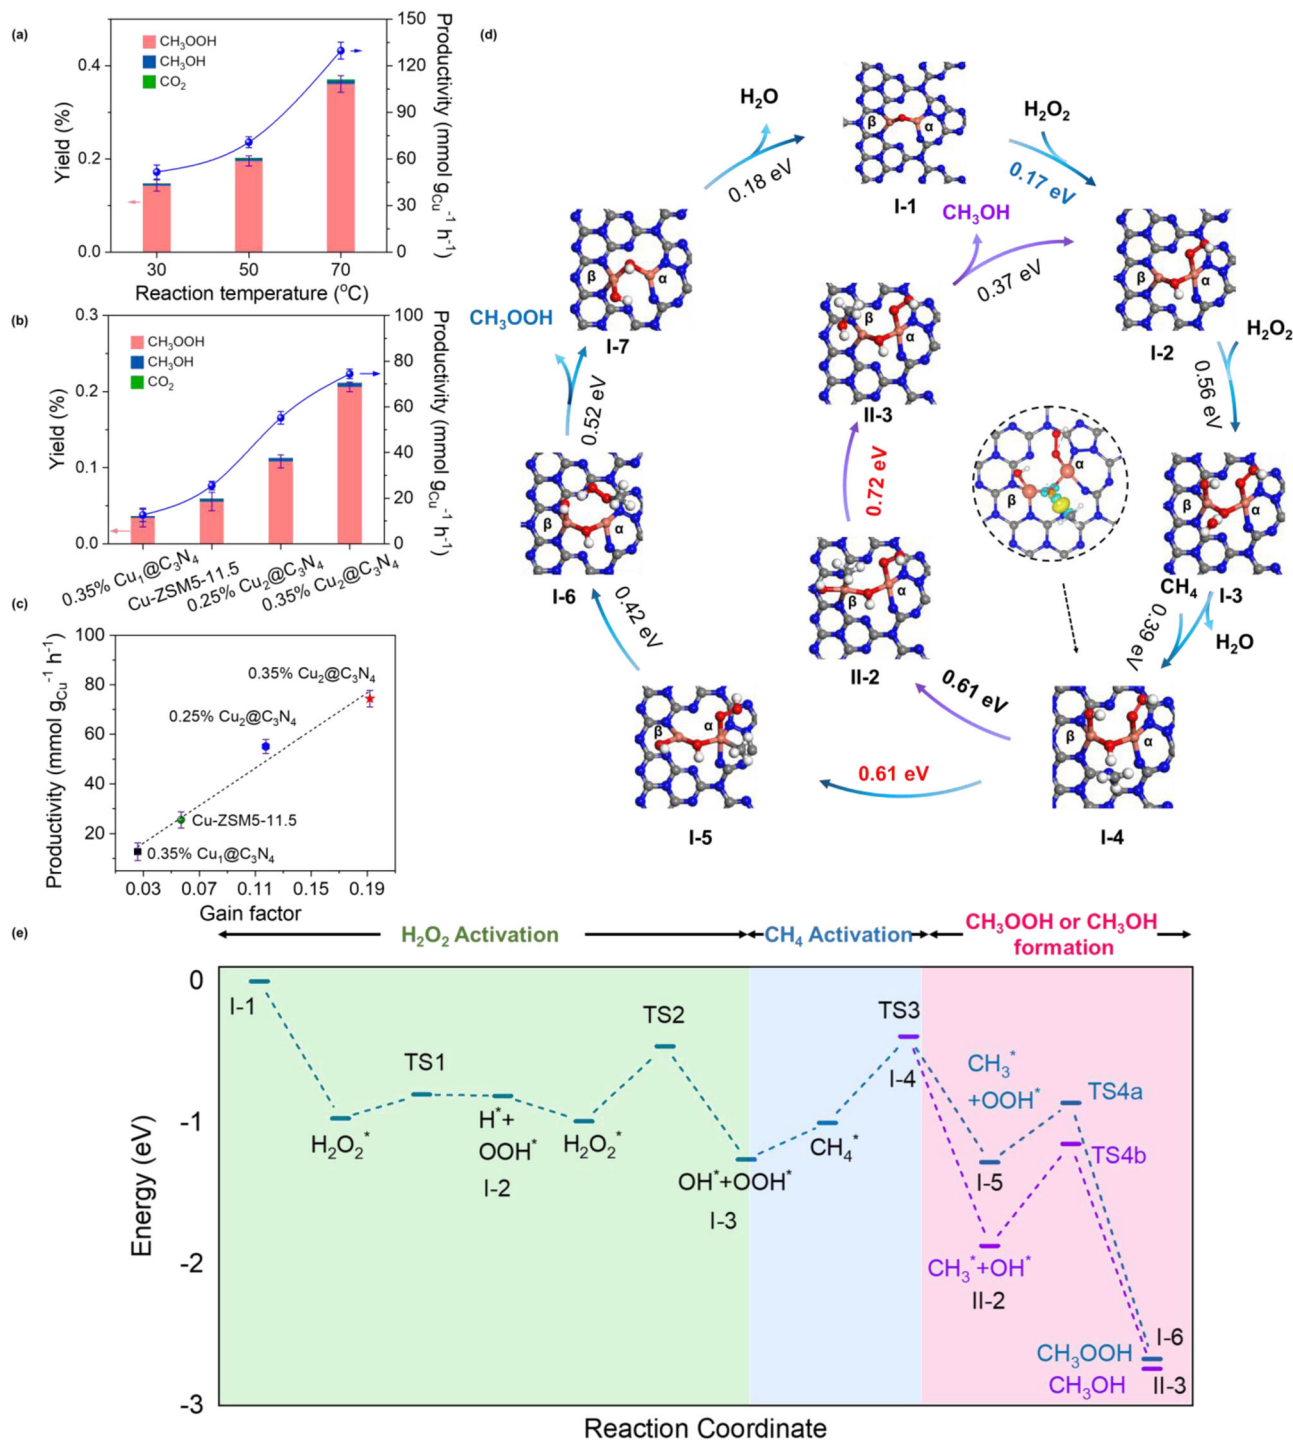 (a)
CH₃OOH
CH₃OH
CO₂
Yield (%)
0.4
0.2
0.0
150
120
90
60
30
0
Productivity (mmol g_Cu⁻¹ h⁻¹)
30 50 70
Reaction temperature (°C)
(b)
CH₃OOH
CH₃OH
CO₂
Yield (%)
0.3
0.2
0.1
0.0
100
80
60
40
20
0
Productivity (mmol g_Cu⁻¹ h⁻¹)
0.35% Cu₁@C₃N₄
Cu-ZSM5-11.5
0.25% Cu₂@C₃N₄
0.35% Cu₂@C₃N₄
(c)
Productivity (mmol g_Cu⁻¹ h⁻¹)
100
80
60
40
20
0.35% Cu₂@C₃N₄
0.25% Cu₂@C₃N₄
Cu-ZSM5-11.5
0.35% Cu₁@C₃N₄
0.03 0.07 0.11 0.15 0.19
Gain factor
(d)
β α
I-1
H₂O₂
0.17 eV
β α
I-2
H₂O₂
0.56 eV
β α
I-3
CH₄
0.39 eV
H₂O
β α
β α
I-4
0.61 eV
β α
I-5
0.42 eV
β α
I-6
0.52 eV
CH₃OOH
β α
I-7
0.18 eV
H₂O
0.61 eV
β α
II-2
0.72 eV
β α
II-3
0.37 eV
CH₃OH
(e)
H₂O₂ Activation
CH₄ Activation
CH₃OOH or CH₃OH
formation
Energy (eV)
0
-1
-2
-3
I-1
H₂O₂*
TS1
H*+
OOH*
I-2
H₂O₂*
TS2
OH*+OOH*
I-3
CH₄*
TS3
I-4
CH₃*
+OOH*
I-5
TS4a
TS4b
CH₃*+OH*
II-2
I-6
CH₃OOH
CH₃OH
II-3
Reaction Coordinate